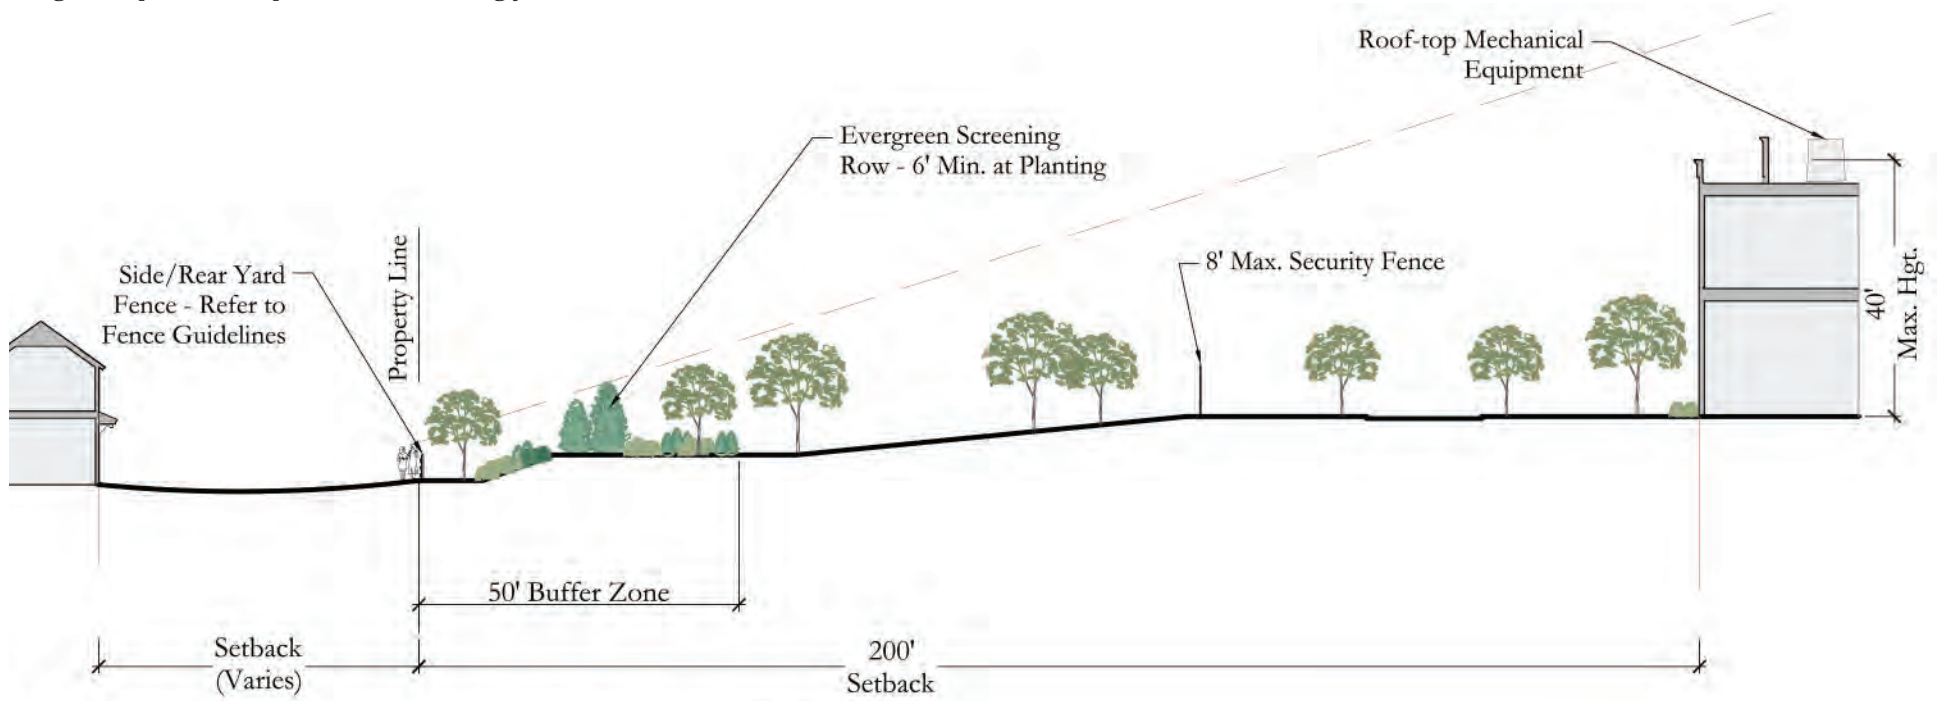 Roof-top Mechanical
Equipment
Evergreen Screening
Row - 6' Min. at Planting
Property Line
Side/Rear Yard
Fence - Refer to
Fence Guidelines
8' Max. Security Fence
40'
Max. Hgt.
50' Buffer Zone
Setback
(Varies)
200'
Setback